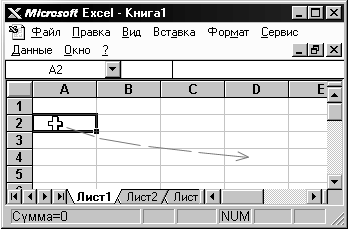 Microsoft Excel - Книга1
Файл Правка Вид Вставка Формат Сервис
Данные Окно ?
A2
A B C D E
1
2
3
4
5
Лист1 Лист2 Лист
Сумма=0 NUM